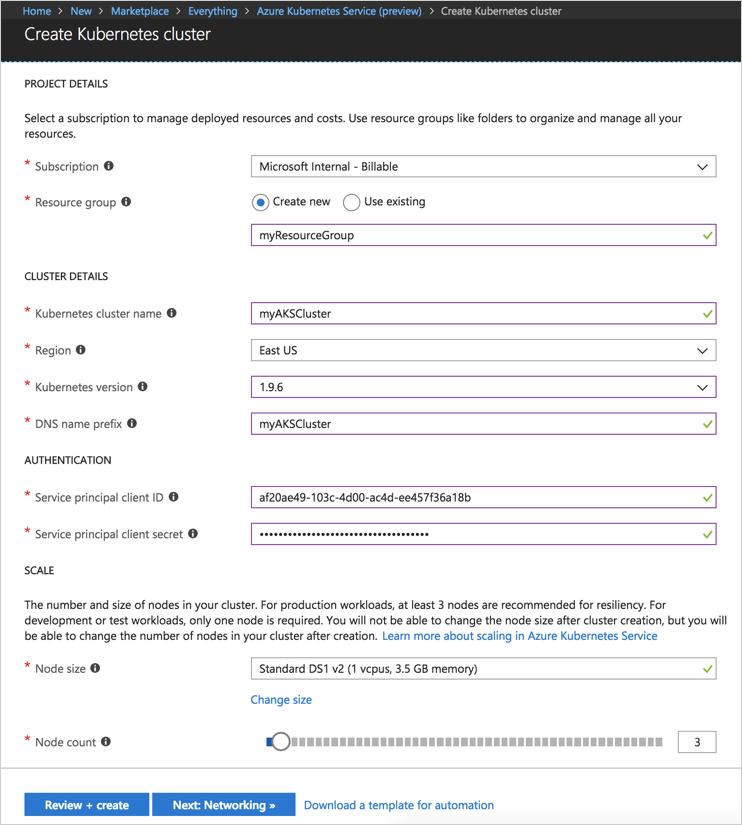 Home > New > Marketplace > Everything > Azure Kubernetes Service (preview) > Create Kubernetes cluster
Create Kubernetes cluster
PROJECT DETAILS
Select a subscription to manage deployed resources and costs. Use resource groups like folders to organize and manage all your
resources.
* Subscription
Microsoft Internal - Billable
* Resource group
Create new
Use existing
myResourceGroup
CLUSTER DETAILS
* Kubernetes cluster name
myAKSCluster
* Region
East US
* Kubernetes version
1.9.6
* DNS name prefix
myAKSCluster
AUTHENTICATION
* Service principal client ID
af20ae49-103c-4d00-ac4d-ee457f36a18b
* Service principal client secret
SCALE
The number and size of nodes in your cluster. For production workloads, at least 3 nodes are recommended for resiliency. For
development or test workloads, only one node is required. You will not be able to change the node size after cluster creation, but you will
be able to change the number of nodes in your cluster after creation. Learn more about scaling in Azure Kubernetes Service
* Node size
Standard DS1 v2 (1 vcpus, 3.5 GB memory)
Change size
* Node count
3
Review + create
Next: Networking »
Download a template for automation